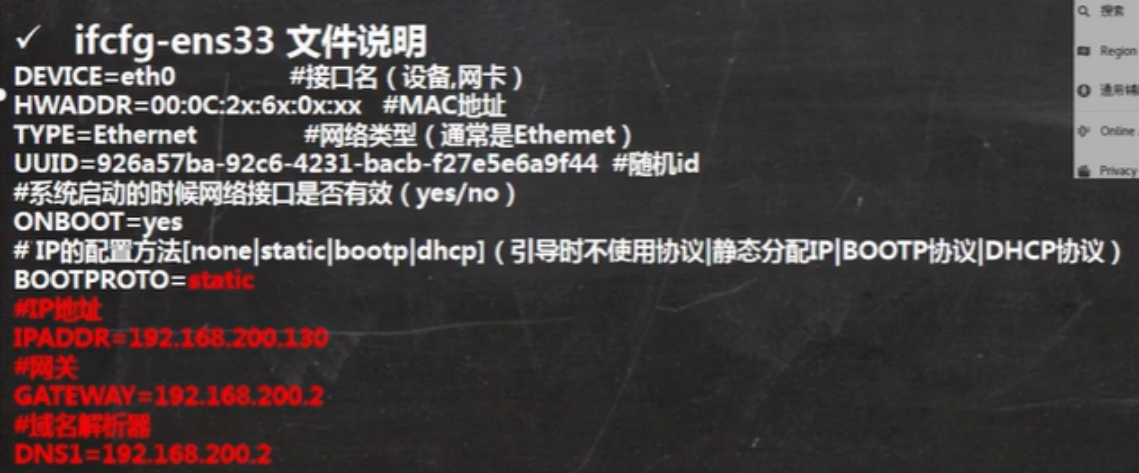 ✓ ifcfg-ens33 文件说明
DEVICE=eth0 #接口名（设备,网卡）
HWADDR=00:0C:2x:6x:0x:xx #MAC地址
TYPE=Ethernet #网络类型（通常是Ethemet）
UUID=926a57ba-92c6-4231-bacb-f27e5e6a9f44 #随机id
#系统启动的时候网络接口是否有效（yes/no）
ONBOOT=yes
# IP的配置方法[none|static|bootp|dhcp]（引导时不使用协议|静态分配IP|BOOTP协议|DHCP协议）
BOOTPROTO=static
#IP地址
IPADDR=192.168.200.130
#网关
GATEWAY=192.168.200.2
#域名解析器
DNS1=192.168.200.2
搜索
Region
通用辅
Online
Privacy